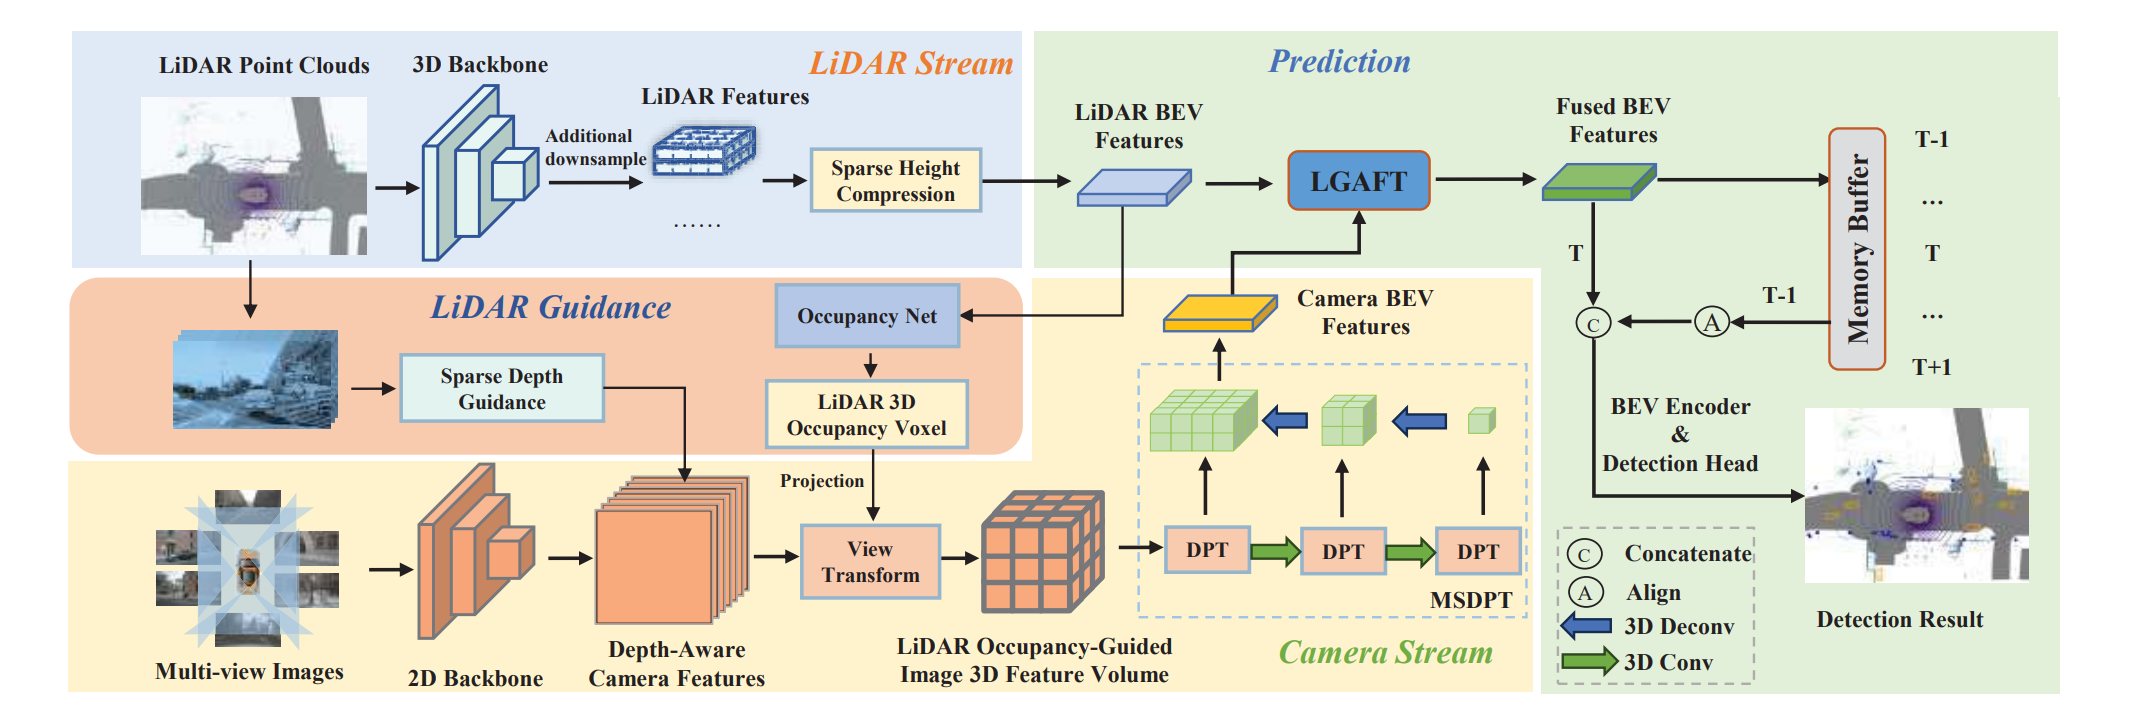 LiDAR Stream
LiDAR Point Clouds
3D Backbone
Additional
downsample
LiDAR Features
......
Sparse Height
Compression
Prediction
LiDAR BEV
Features
LGAFT
Fused BEV
Features
Memory Buffer
T-1
...
T
...
T+1
T
T-1
C
A
BEV Encoder
&
Detection Head
Detection Result
C Concatenate
A Align
3D Deconv
3D Conv
LiDAR Guidance
Sparse Depth
Guidance
Occupancy Net
LiDAR 3D
Occupancy Voxel
Projection
Multi-view Images
2D Backbone
Depth-Aware
Camera Features
View
Transform
LiDAR Occupancy-Guided
Image 3D Feature Volume
Camera BEV
Features
DPT
DPT
DPT
MSDPT
Camera Stream